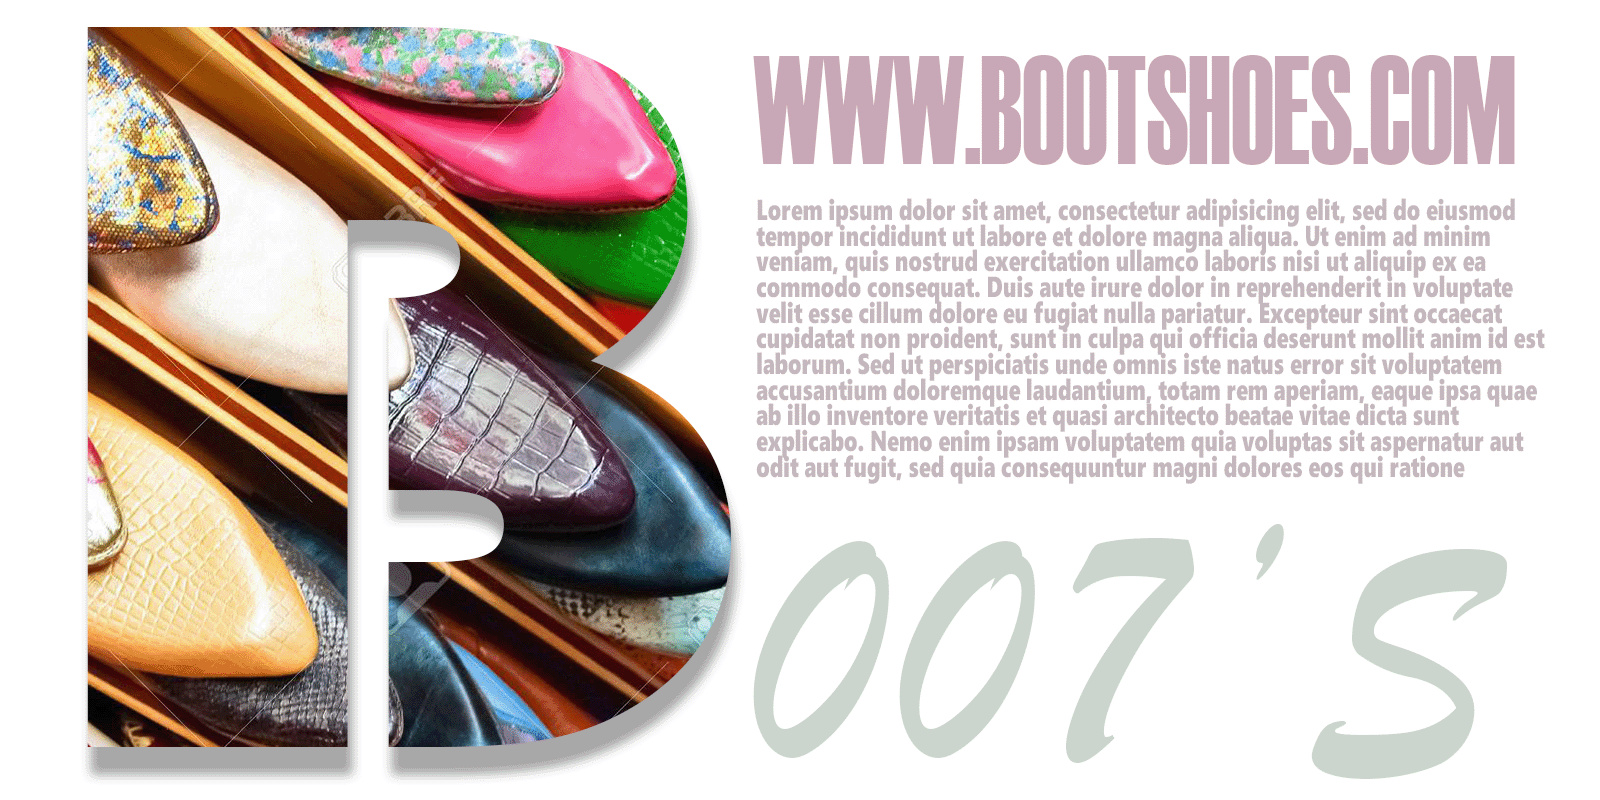 B
WWW.BOOTSHOES.COM
Lorem ipsum dolor sit amet, consectetur adipisicing elit, sed do eiusmod
tempor incididunt ut labore et dolore magna aliqua. Ut enim ad minim
veniam, quis nostrud exercitation ullamco laboris nisi ut aliquip ex ea
commodo consequat. Duis aute irure dolor in reprehenderit in voluptate
velit esse cillum dolore eu fugiat nulla pariatur. Excepteur sint occaecat
cupidatat non proident, sunt in culpa qui officia deserunt mollit anim id est
laborum. Sed ut perspiciatis unde omnis iste natus error sit voluptatem
accusantium doloremque laudantium, totam rem aperiam, eaque ipsa quae
ab illo inventore veritatis et quasi architecto beatae vitae dicta sunt
explicabo. Nemo enim ipsam voluptatem quia voluptas sit aspernatur aut
odit aut fugit, sed quia consequuntur magni dolores eos qui ratione
OOT'S